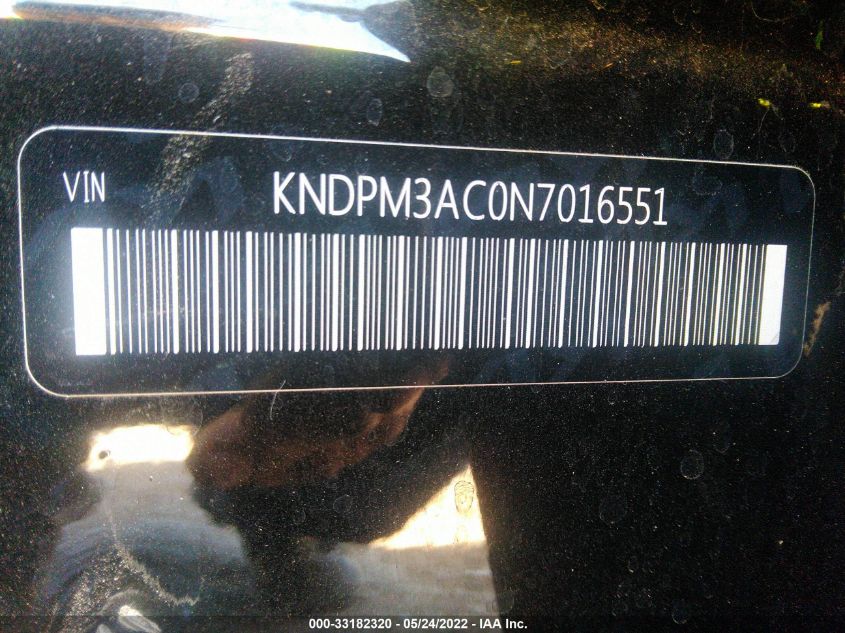 VIN KNDPM3AC0N7016551
000-33182320 - 05/24/2022 - IAA Inc.